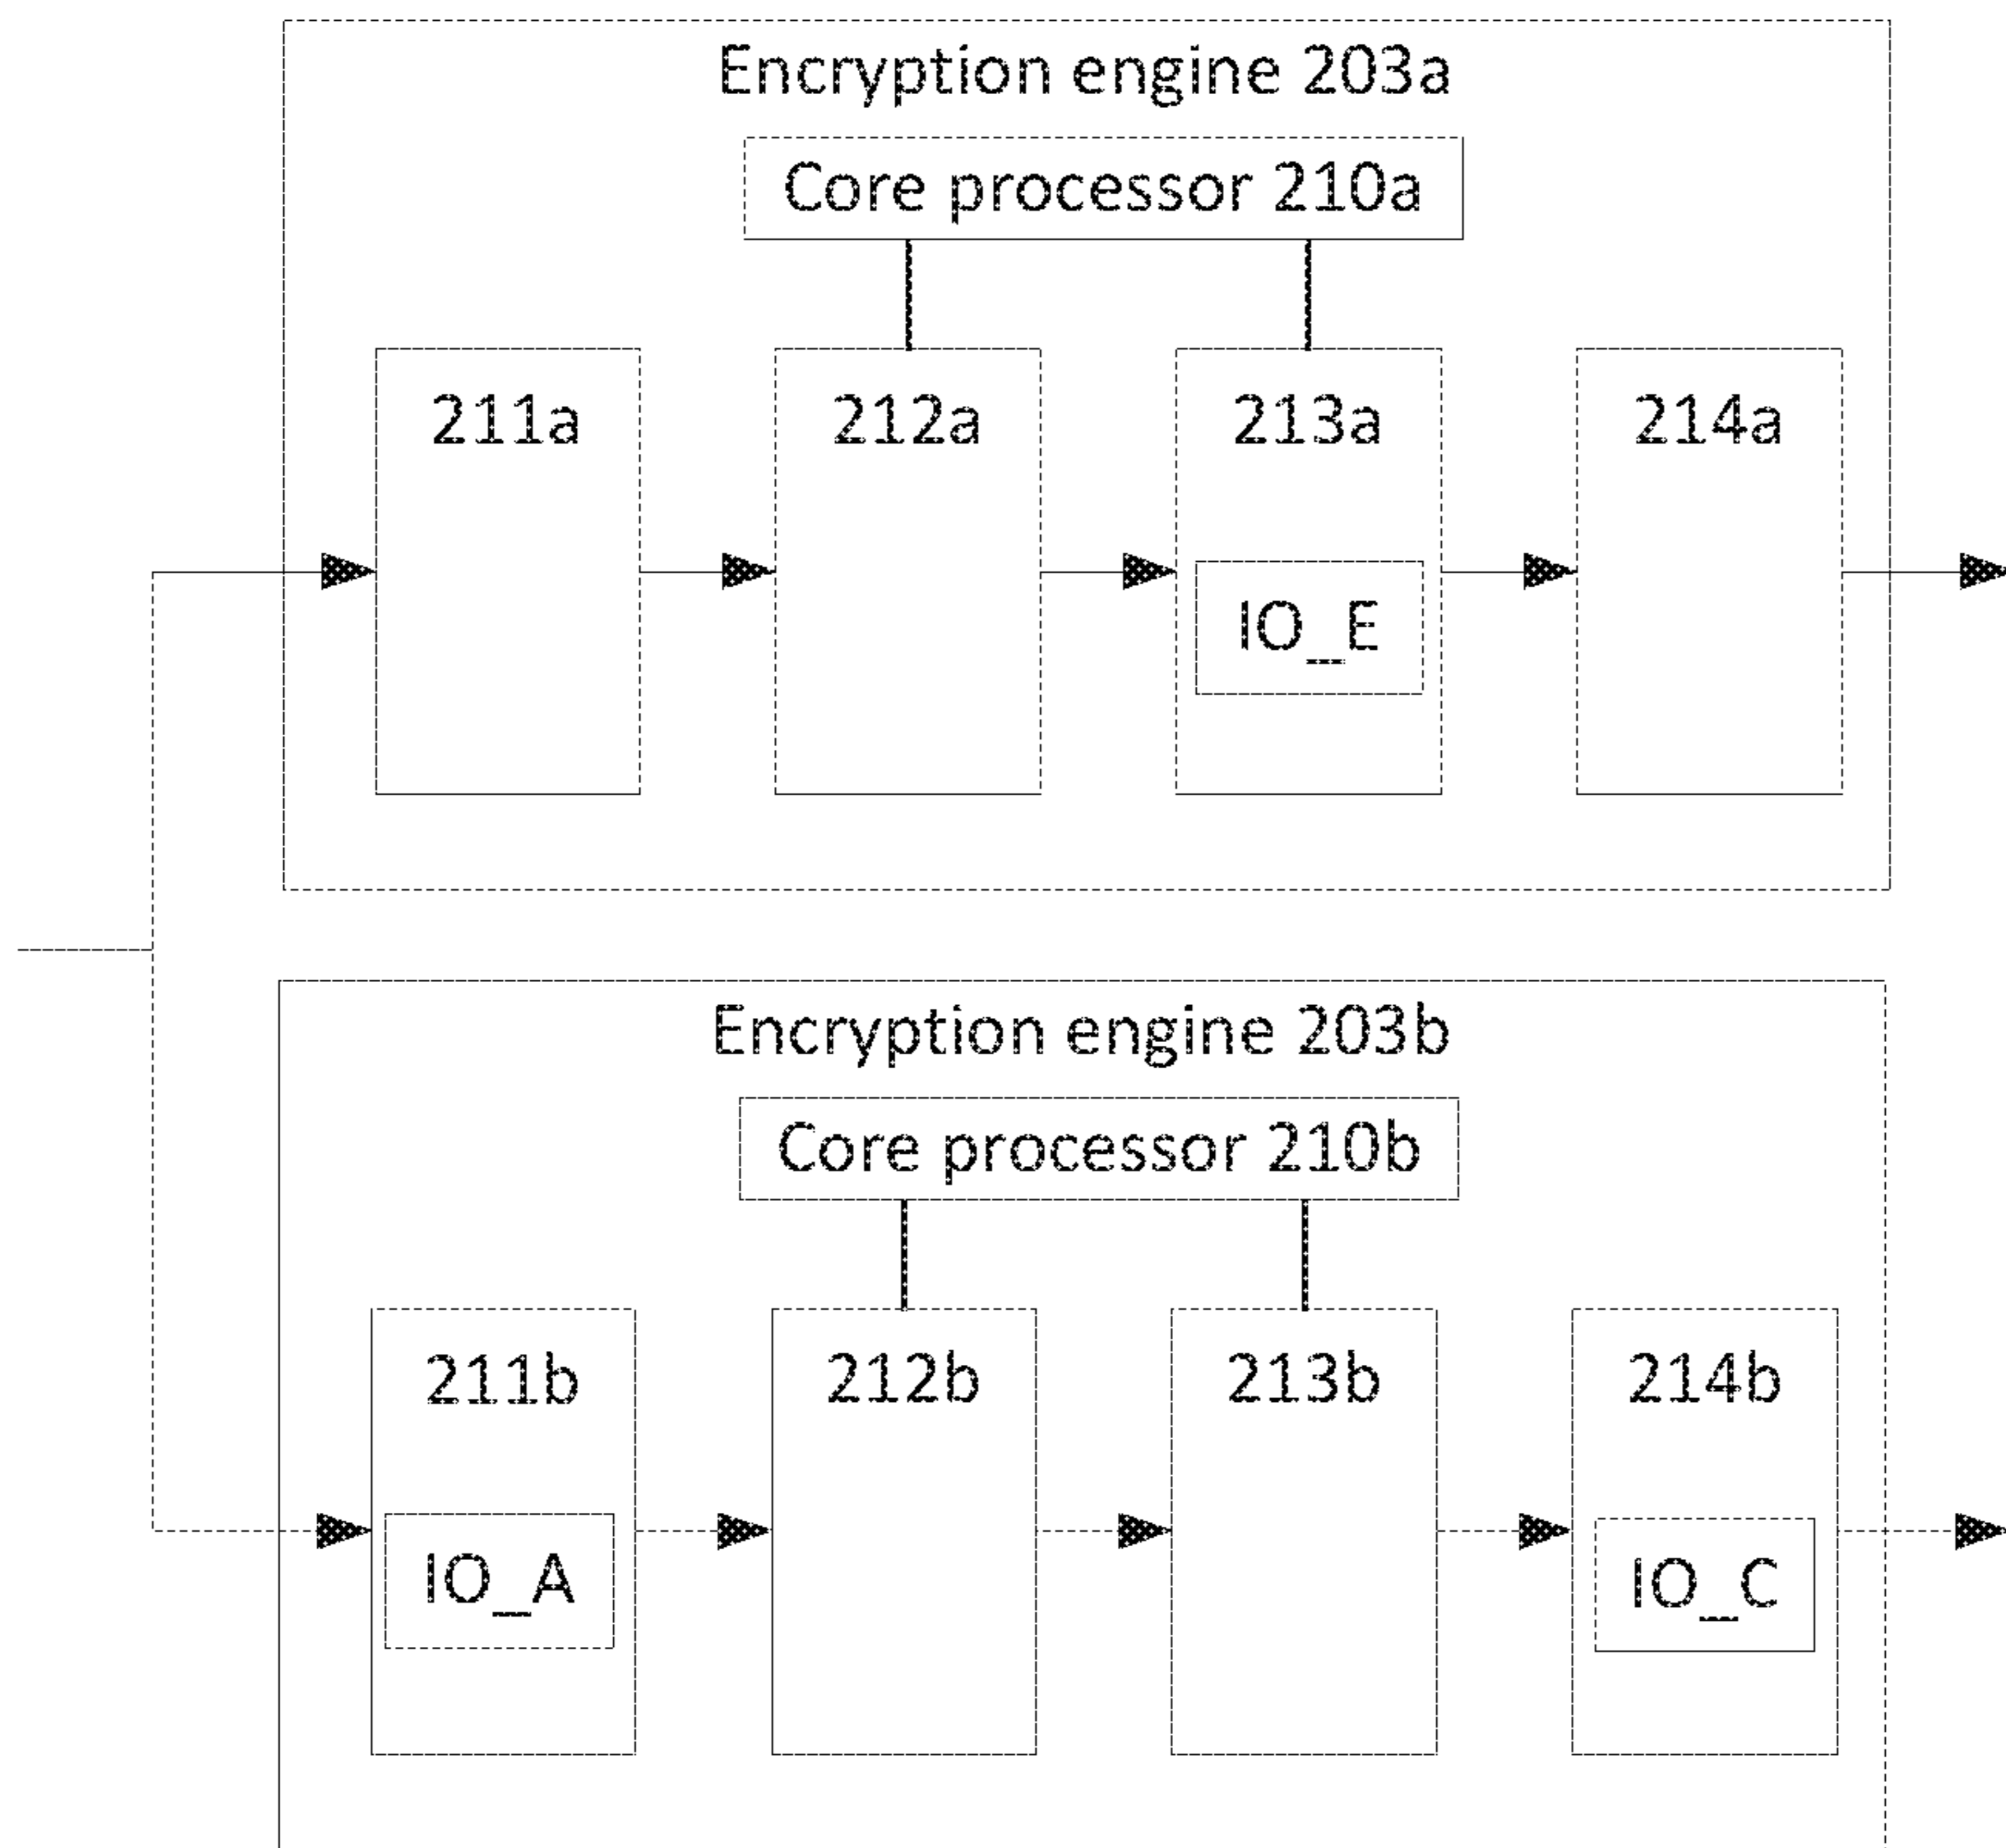 Encryption engine 203a
Core processor 210a
211a
212a
213a
214a
IO_E
Encryption engine 203b
Core processor 210b
211b
212b
213b
214b
IO_A
IO_C